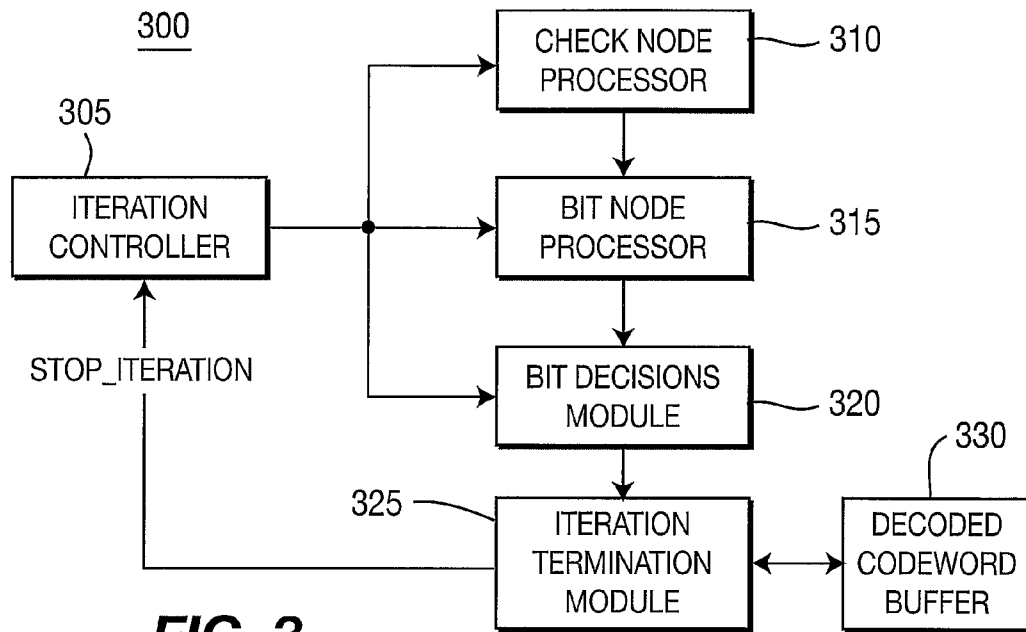 300
CHECK NODE
PROCESSOR
310
305
ITERATION
CONTROLLER
BIT NODE
PROCESSOR
315
STOP_ITERATION
BIT DECISIONS
MODULE
320
330
325
ITERATION
TERMINATION
MODULE
DECODED
CODEWORD
BUFFER
FIG.